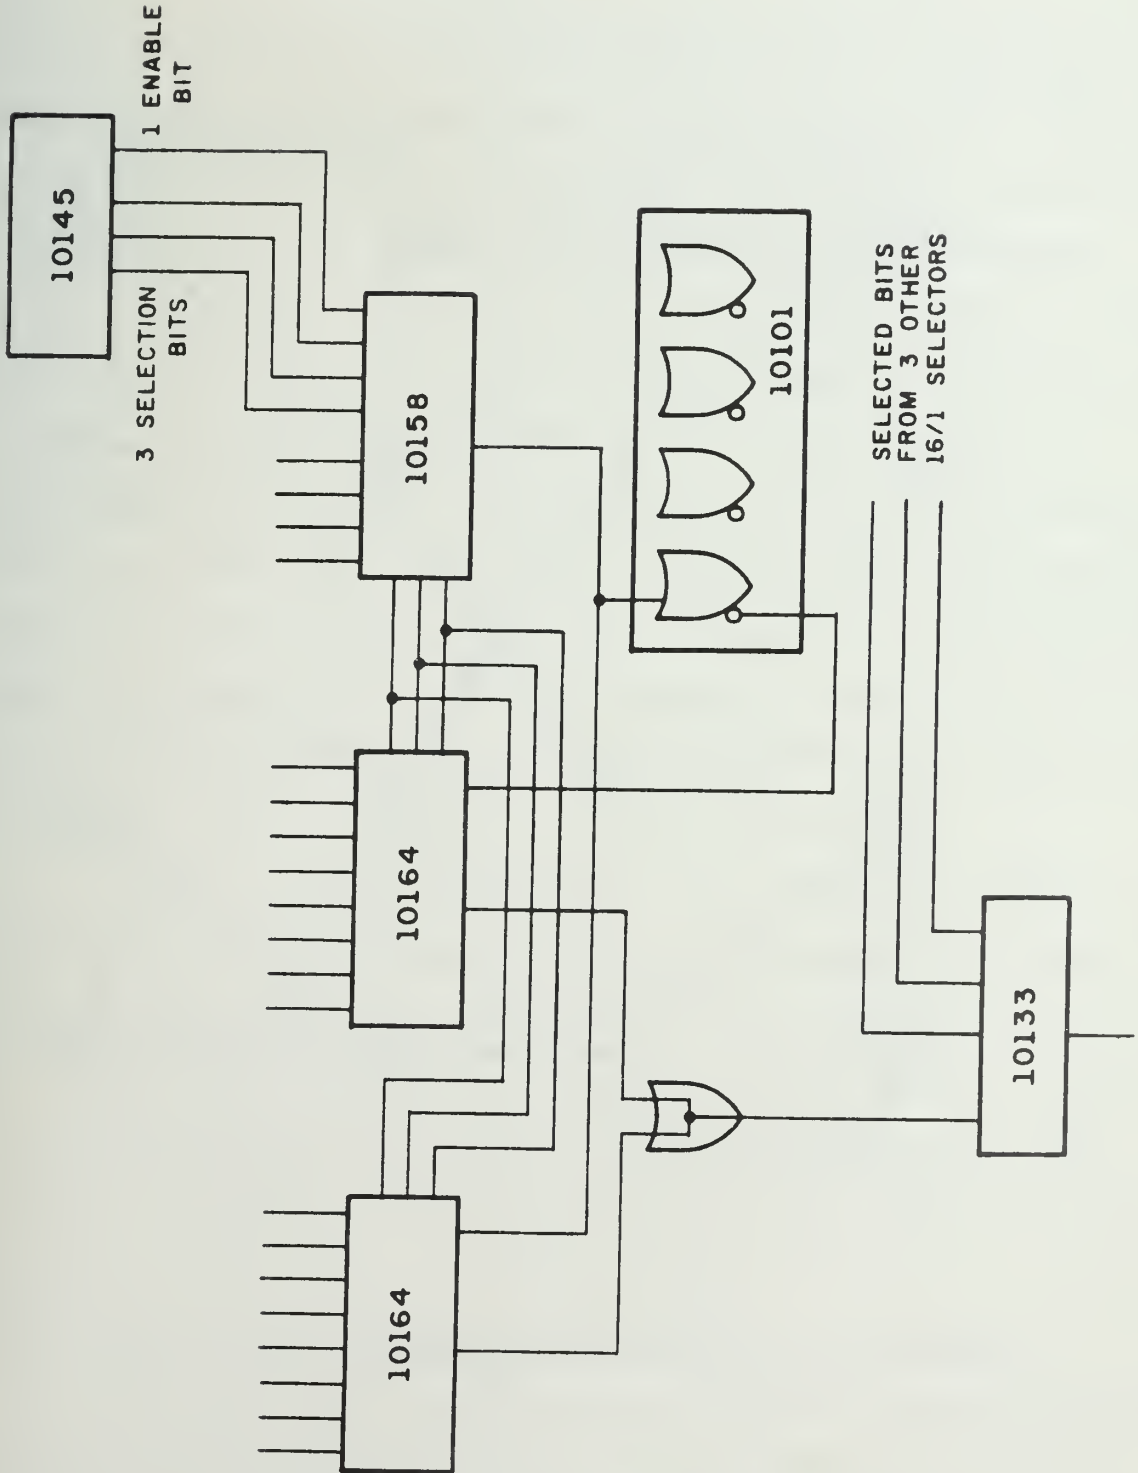 10145
1 ENABLE
BIT
3 SELECTION
BITS
10158
10101
10164
10164
SELECTED BITS
FROM 3 OTHER
16/1 SELECTORS
10133